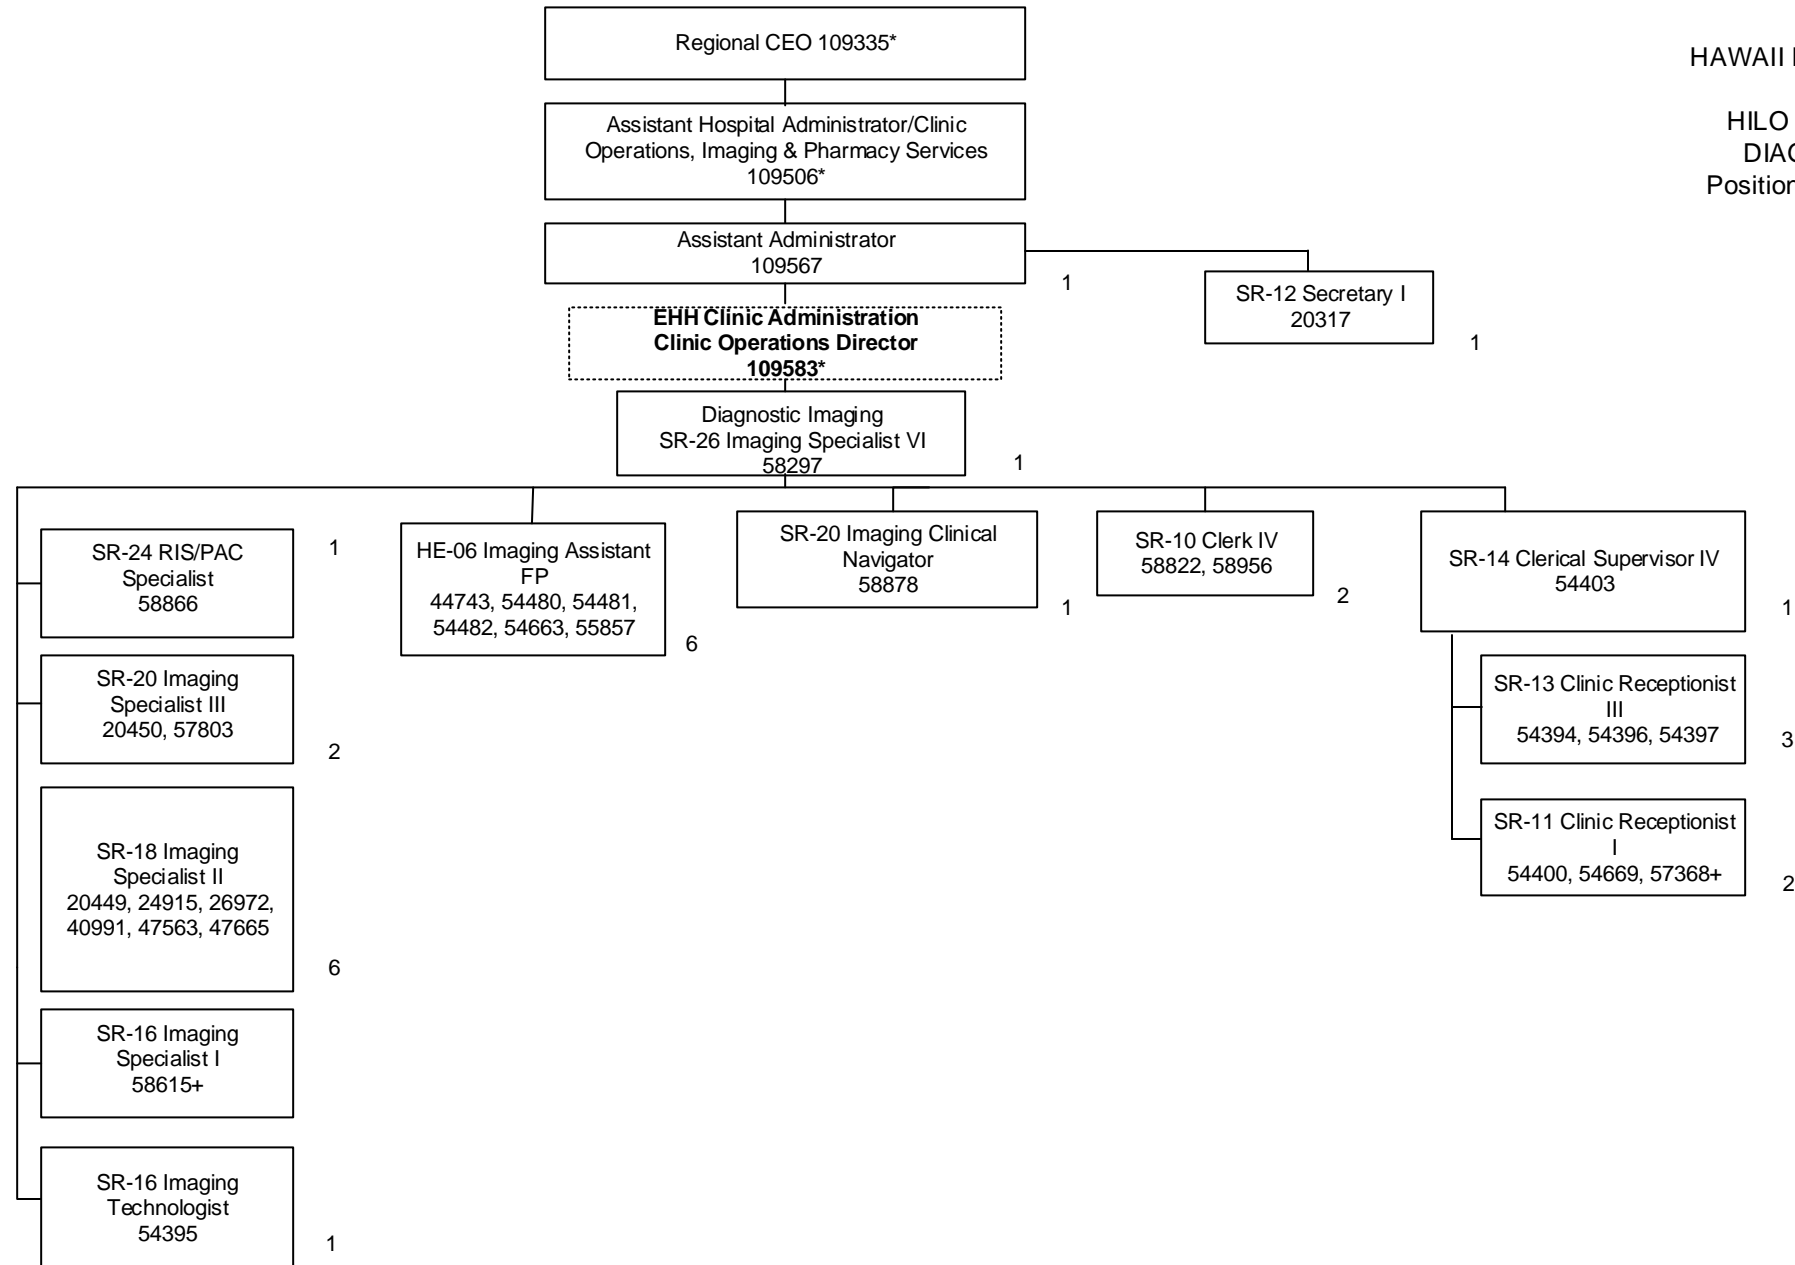 Regional CEO 109335*
HAWAII
HILO
Position
Assistant Hospital Administrator/Clinic
Operations, Imaging & Pharmacy Services
109506*
Assistant Administrator
109567
1
SR-12 Secretary I
20317
1
EHH Clinic Administration
Clinic Operations Director
109583*
Diagnostic Imaging
SR-26 Imaging Specialist VI
58297
1
SR-24 RIS/PAC
Specialist
58866
1
HE-06 Imaging Assistant
FP
44743, 54480, 54481,
54482, 54663, 55857
6
SR-20 Imaging Clinical
Navigator
58878
1
SR-10 Clerk IV
58822, 58956
2
SR-14 Clerical Supervisor IV
54403
1
SR-20 Imaging
Specialist III
20450, 57803
2
SR-13 Clinic Receptionist
III
54394, 54396, 54397
3
SR-18 Imaging
Specialist II
20449, 24915, 26972,
40991, 47563, 47665
6
SR-11 Clinic Receptionist
I
54400, 54669, 57368+
2
SR-16 Imaging
Specialist I
58615+
SR-16 Imaging
Technologist
54395
1